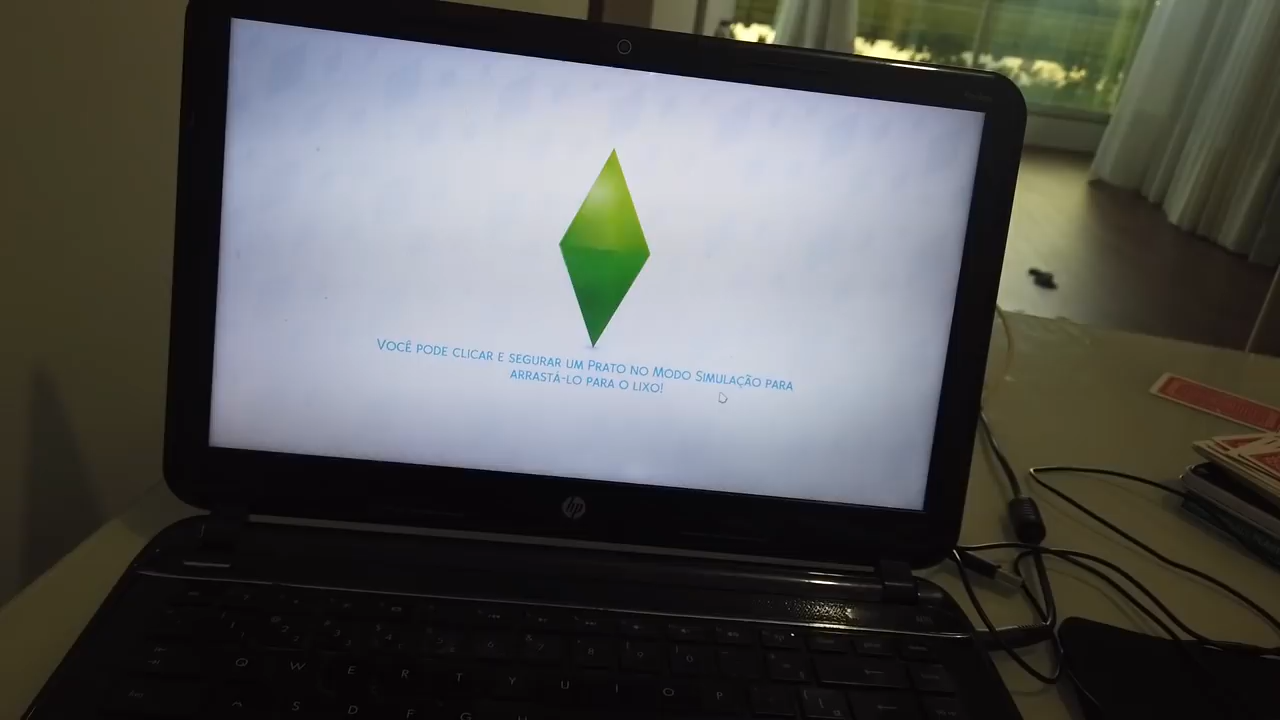 VOCÊ PODE CLICAR E SEGURAR UM PRATO NO MODO SIMULAÇÃO PARA
ARRASTÁ-LO PARA O LIXO!
hp
Q W E R T Y U I O P
A S D F G